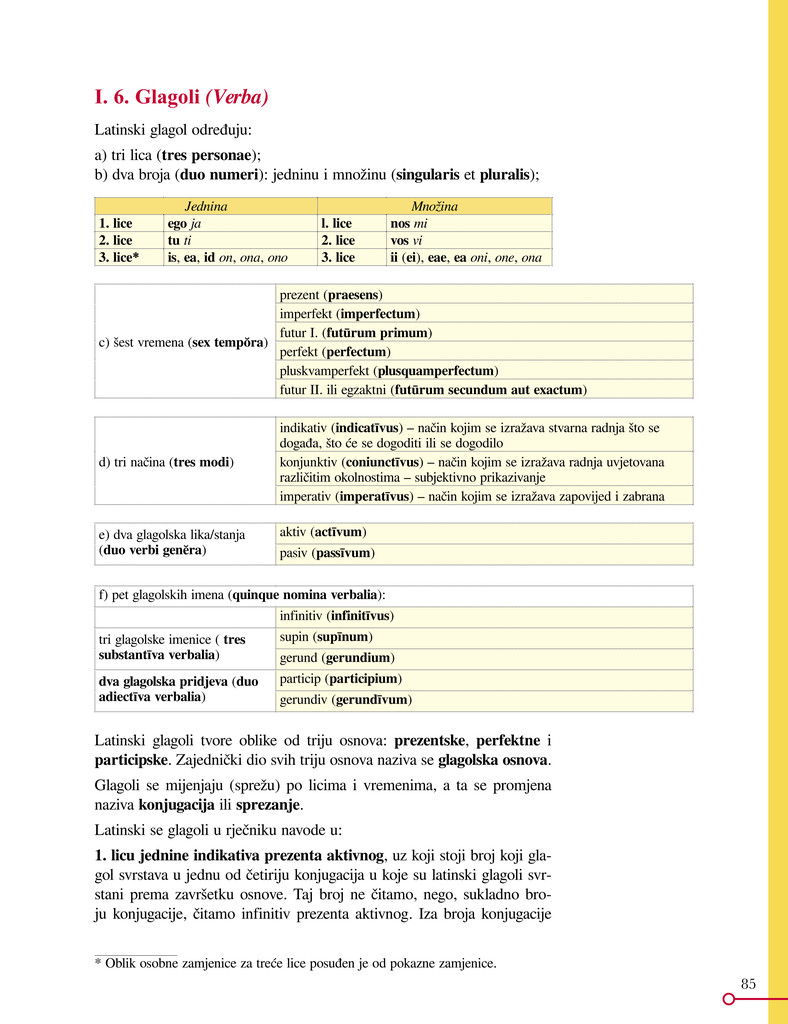 I. 6. Glagoli (Verba)
Latinski glagol određuju:
a) tri lica (tres personae);
b) dva broja (duo numeri): jedninu i množinu (singularis et pluralis);
Jednina Množina
1. lice ego ja l. lice nos mi
2. lice tu ti 2. lice vos vi
3. lice* is, ea, id on, ona, ono 3. lice ii (ei), eae, ea oni, one, ona
c) šest vremena (sex tempŏra)
prezent (praesens)
imperfekt (imperfectum)
futur I. (futūrum primum)
perfekt (perfectum)
pluskvamperfekt (plusquamperfectum)
futur II. ili egzaktni (futūrum secundum aut exactum)
d) tri načina (tres modi)
indikativ (indicatīvus) – način kojim se izražava stvarna radnja što se
događa, što će se dogoditi ili se dogodilo
konjunktiv (coniunctīvus) – način kojim se izražava radnja uvjetovana
različitim okolnostima – subjektivno prikazivanje
imperativ (imperatīvus) – način kojim se izražava zapovijed i zabrana
e) dva glagolska lika/stanja
(duo verbi genĕra)
aktiv (actīvum)
pasiv (passīvum)
f) pet glagolskih imena (quinque nomina verbalia):
infinitiv (infinitīvus)
tri glagolske imenice ( tres
substantīva verbalia)
supin (supīnum)
gerund (gerundium)
dva glagolska pridjeva (duo
adiectīva verbalia)
particip (participium)
gerundiv (gerundīvum)
Latinski glagoli tvore oblike od triju osnova: prezentske, perfektne i
participske. Zajednički dio svih triju osnova naziva se glagolska osnova.
Glagoli se mijenjaju (sprežu) po licima i vremenima, a ta se promjena
naziva konjugacija ili sprezanje.
Latinski se glagoli u rječniku navode u:
1. licu jednine indikativa prezenta aktivnog, uz koji stoji broj koji gla-
gol svrstava u jednu od četiriju konjugacija u koje su latinski glagoli svr-
stani prema završetku osnove. Taj broj ne čitamo, nego, sukladno bro-
ju konjugacije, čitamo infinitiv prezenta aktivnog. Iza broja konjugacije
* Oblik osobne zamjenice za treće lice posuđen je od pokazne zamjenice.
85